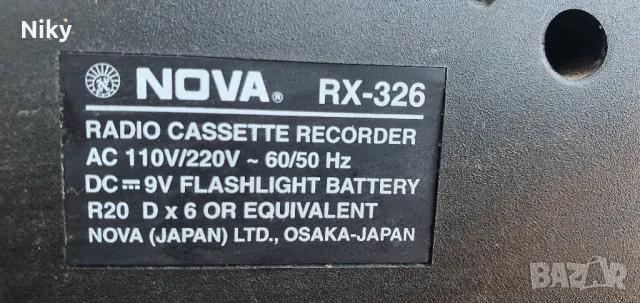 Niky
NOVA® RX-326
RADIO CASSETTE RECORDER
AC 110V/220V ~ 60/50 Hz
DC ⎓ 9V FLASHLIGHT BATTERY
R20 D x 6 OR EQUIVALENT
NOVA (JAPAN) LTD., OSAKA-JAPAN
BAZAR